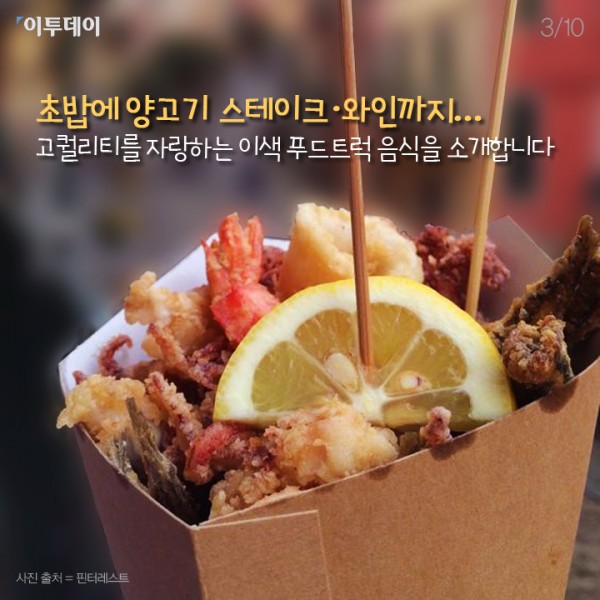 이투데이
3/10
초밥에 양고기 스테이크·와인까지...
고퀄리티를 자랑하는 이색 푸드트럭 음식을 소개합니다
사진 출처 = 핀터레스트